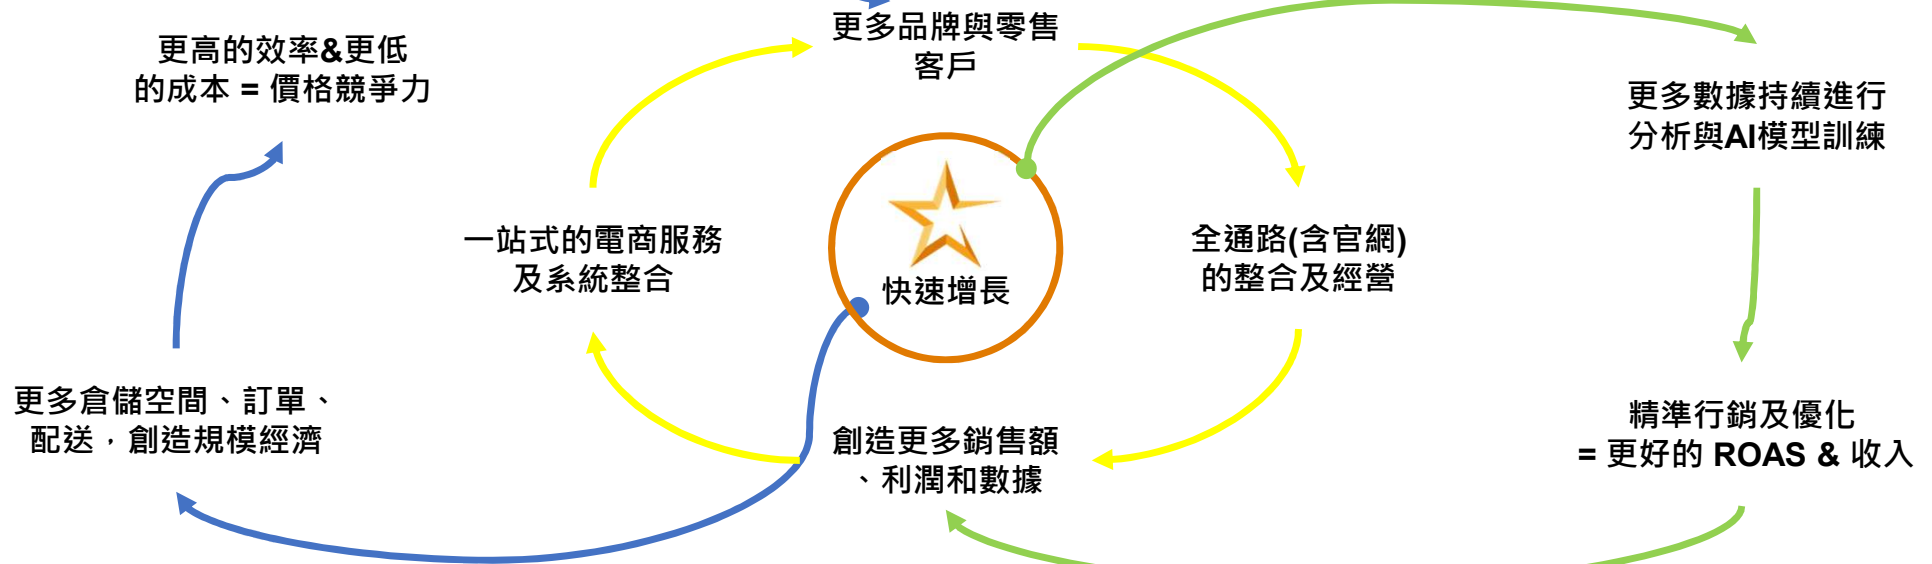 更多品牌與零售
客戶
更高的效率&更低
的成本 = 價格競爭力
更多數據持續進行
分析與AI模型訓練
一站式的電商服務
及系統整合
快速增長
全通路(含官網)
的整合及經營
更多倉儲空間、訂單、
配送，創造規模經濟
創造更多銷售額
、利潤和數據
精準行銷及優化
= 更好的 ROAS & 收入